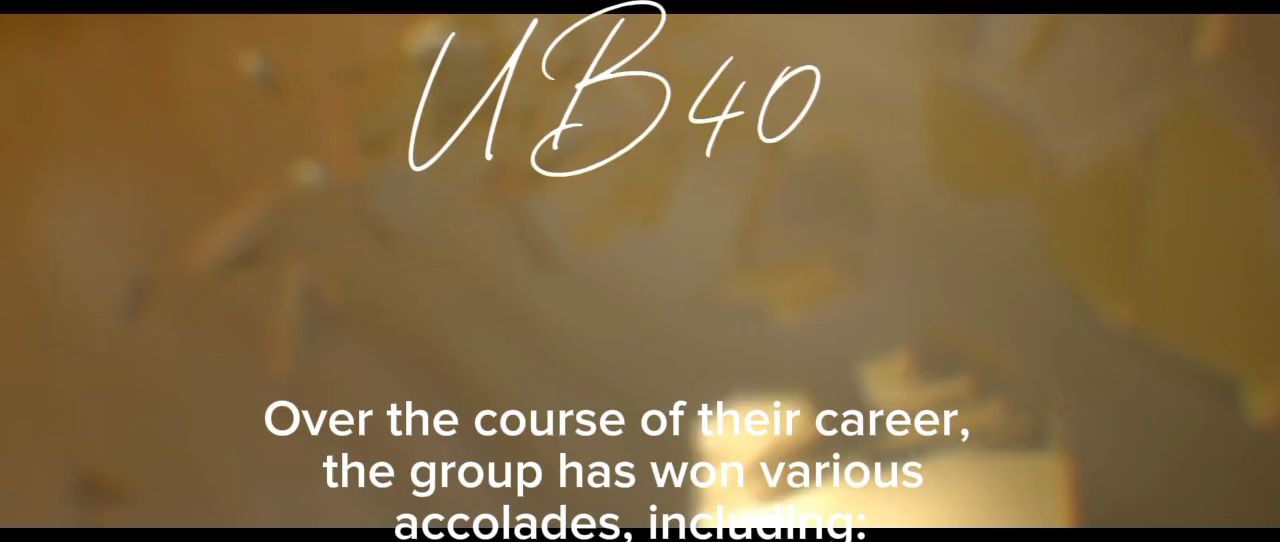 UB40
Over the course of their career,
the group has won various
accolades, including: